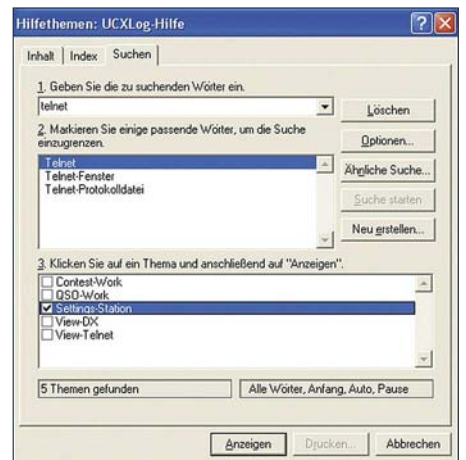 Hilfethemen: UCXLog-Hilfe
Inhalt Index Suchen
1. Geben Sie die zu suchenden Wörter ein.
telnet
Löschen
2. Markieren Sie einige passende Wörter, um die Suche
einzugrenzen.
Optionen...
Telnet
Telnet-Fenster
Telnet-Protokolldatei
Ähnliche Suche...
Suche starten
Neu erstellen...
3. Klicken Sie auf ein Thema und anschließend auf "Anzeigen".
Contest-Work
QSO-Work
Settings-Station
View-DX
View-Telnet
5 Themen gefunden Alle Wörter, Anfang, Auto, Pause
Anzeigen Drucken... Abbrechen